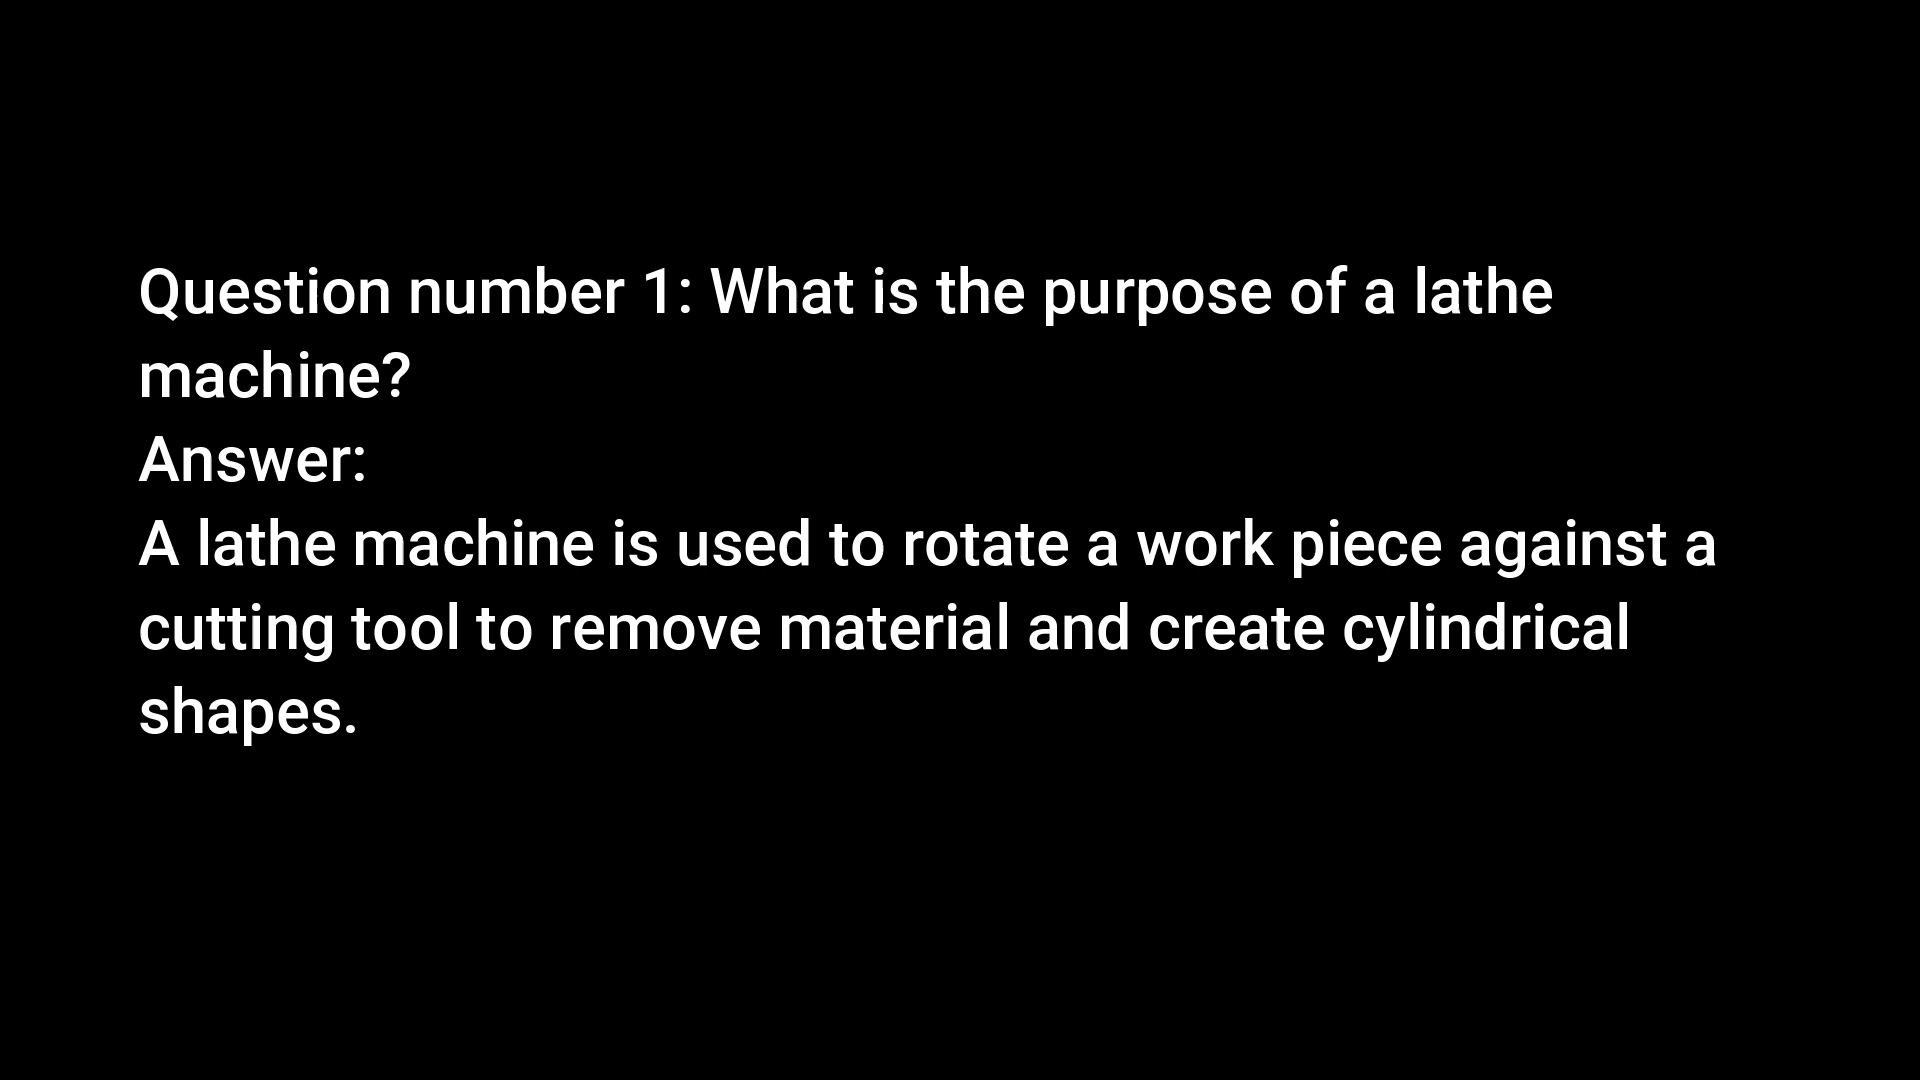 Question number 1: What is the purpose of a lathe
machine?
Answer:
A lathe machine is used to rotate a work piece against a
cutting tool to remove material and create cylindrical
shapes.